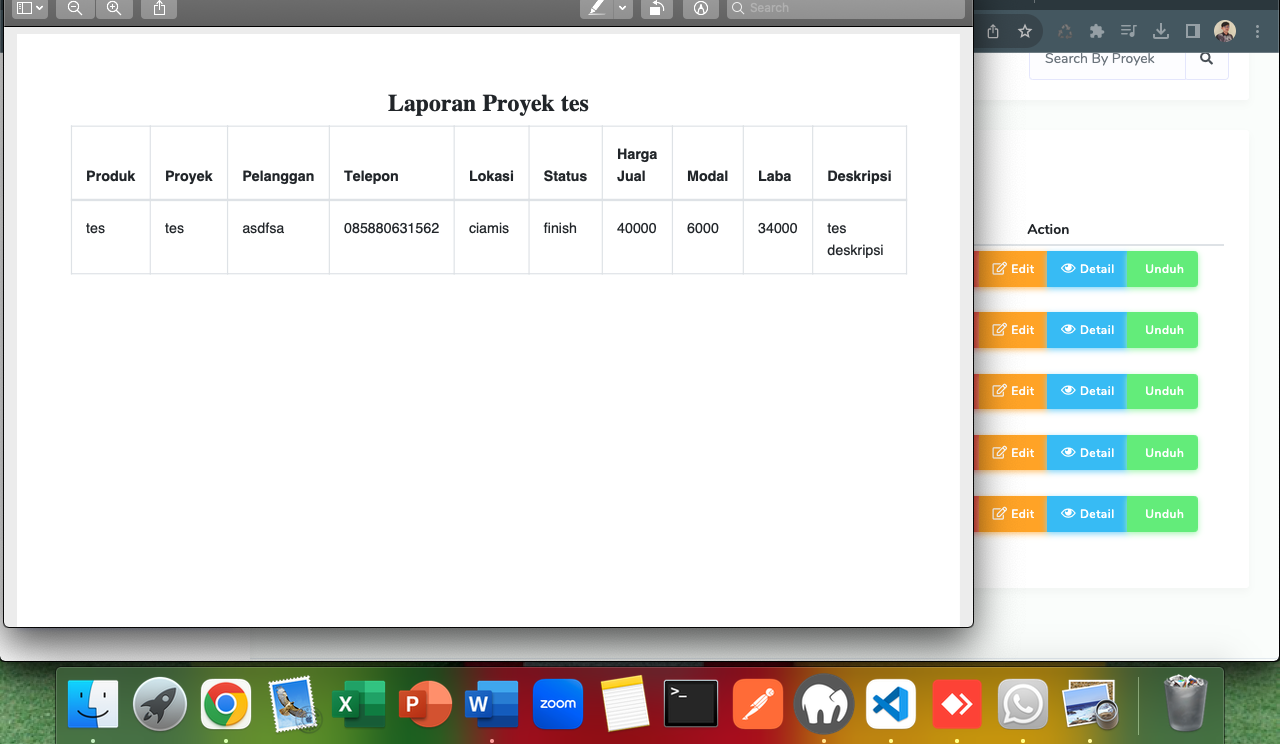 Search
Search By Proyek
Laporan Proyek tes
Produk Proyek Pelanggan Telepon Lokasi Status Harga Jual Modal Laba Deskripsi
tes tes asdfsa 085880631562 ciamis finish 40000 6000 34000 tes deskripsi
Action
Edit Detail Unduh
Edit Detail Unduh
Edit Detail Unduh
Edit Detail Unduh
Edit Detail Unduh
X P W zoom >_